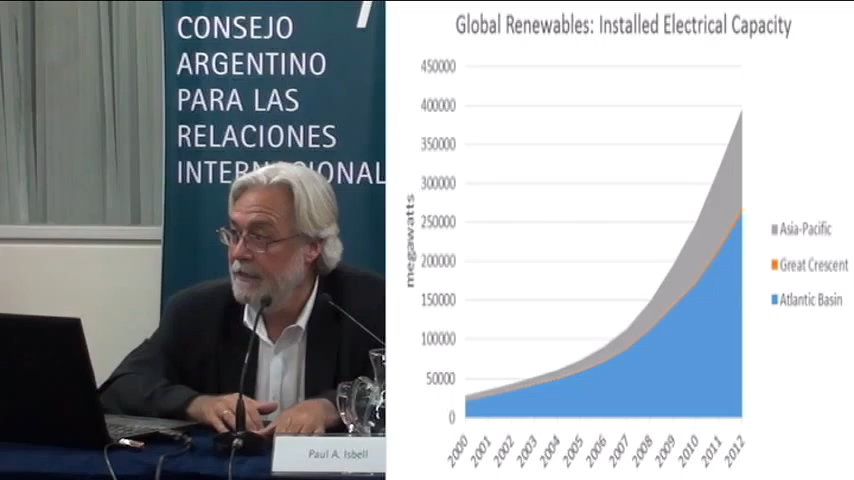 CONSEJO
ARGENTINO
PARA LAS
RELACIONES
INTERNACIONAL
Paul A. Isbell
Global Renewables: Installed Electrical Capacity
megawatts
450000
400000
350000
300000
250000
200000
150000
100000
50000
0
2000 2001 2002 2003 2004 2005 2006 2007 2008 2009 2010 2011 2012
Asia-Pacific
Great Crescent
Atlantic Basin